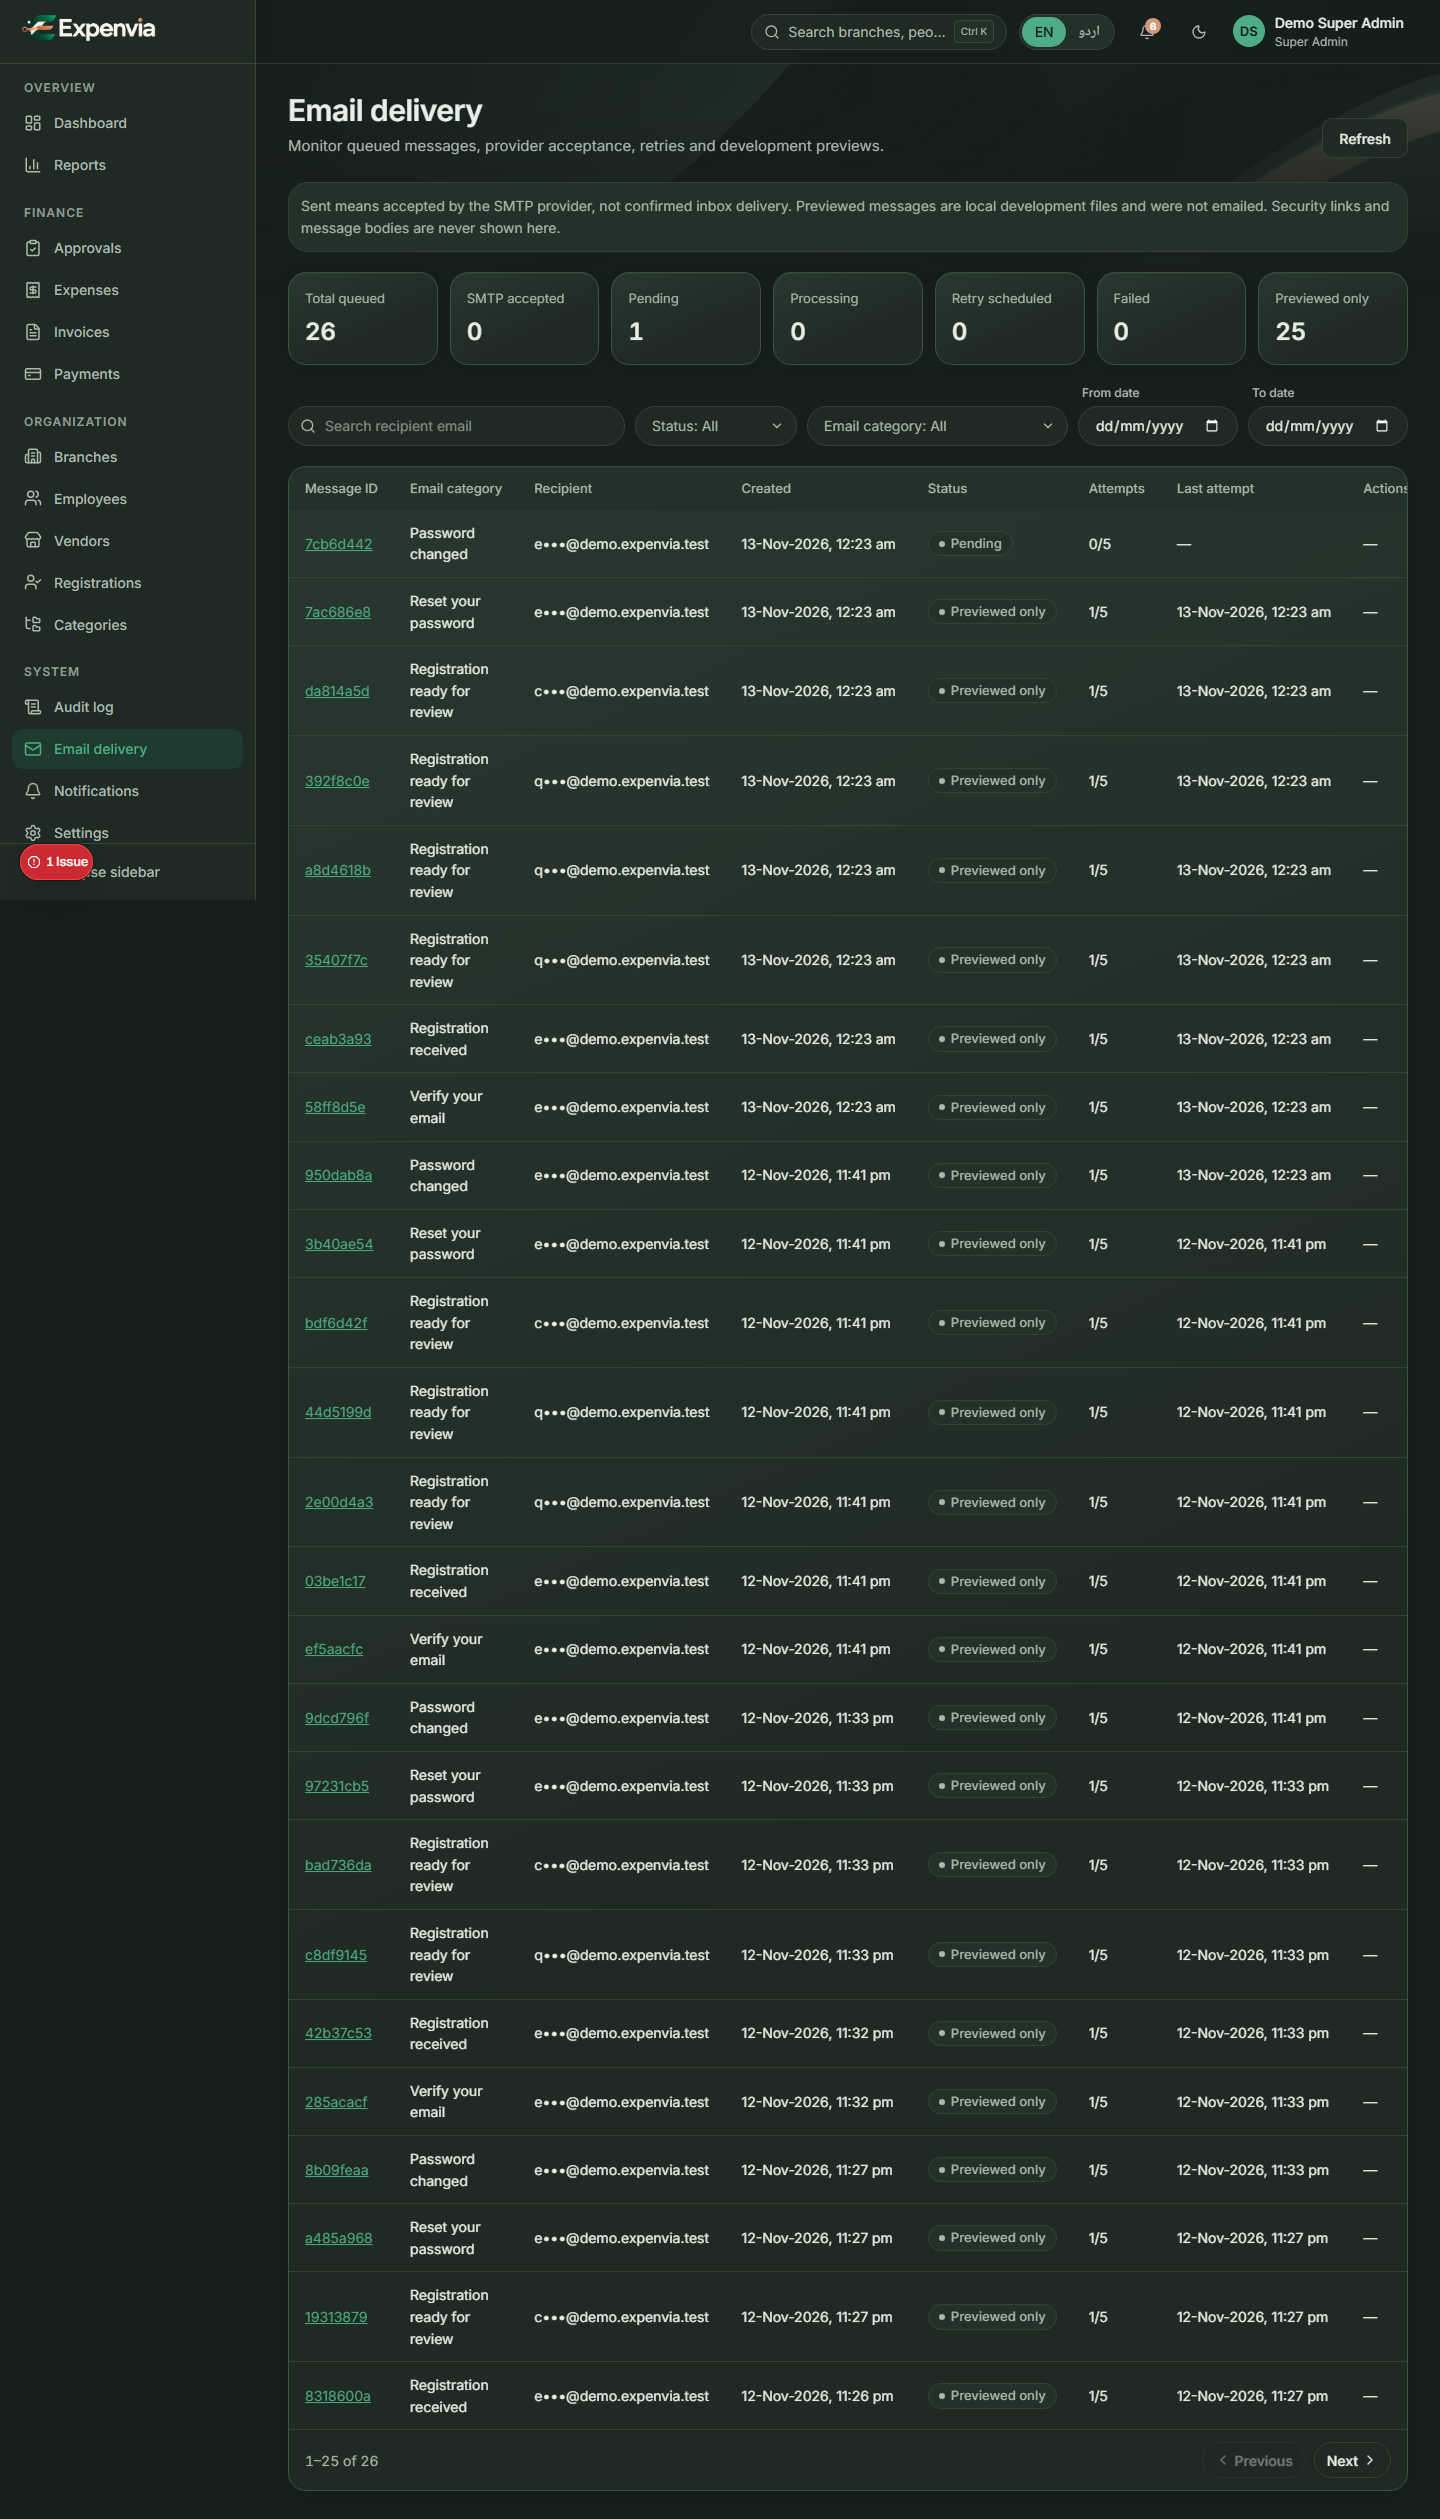 Expenvia
Search branches, peo... Ctrl K
EN اردو
6
DS Demo Super Admin
Super Admin
OVERVIEW
Dashboard
Reports
FINANCE
Approvals
Expenses
Invoices
Payments
ORGANIZATION
Branches
Employees
Vendors
Registrations
Categories
SYSTEM
Audit log
Email delivery
Notifications
Settings
1 Issue
se sidebar
Email delivery
Monitor queued messages, provider acceptance, retries and development previews.
Refresh
Sent means accepted by the SMTP provider, not confirmed inbox delivery. Previewed messages are local development files and were not emailed. Security links and
message bodies are never shown here.
Total queued SMTP accepted Pending Processing Retry scheduled Failed Previewed only
26 0 1 0 0 0 25
From date To date
Search recipient email Status: All Email category: All dd/mm/yyyy dd/mm/yyyy
Message ID Email category Recipient Created Status Attempts Last attempt Actions
7cb6d442 Password changed e•••@demo.expenvia.test 13-Nov-2026, 12:23 am Pending 0/5 — —
7ac686e8 Reset your password e•••@demo.expenvia.test 13-Nov-2026, 12:23 am Previewed only 1/5 13-Nov-2026, 12:23 am —
da814a5d Registration ready for review c•••@demo.expenvia.test 13-Nov-2026, 12:23 am Previewed only 1/5 13-Nov-2026, 12:23 am —
392f8c0e Registration ready for review q•••@demo.expenvia.test 13-Nov-2026, 12:23 am Previewed only 1/5 13-Nov-2026, 12:23 am —
a8d4618b Registration ready for review q•••@demo.expenvia.test 13-Nov-2026, 12:23 am Previewed only 1/5 13-Nov-2026, 12:23 am —
35407f7c Registration ready for review q•••@demo.expenvia.test 13-Nov-2026, 12:23 am Previewed only 1/5 13-Nov-2026, 12:23 am —
ceab3a93 Registration received e•••@demo.expenvia.test 13-Nov-2026, 12:23 am Previewed only 1/5 13-Nov-2026, 12:23 am —
58ff8d5e Verify your email e•••@demo.expenvia.test 13-Nov-2026, 12:23 am Previewed only 1/5 13-Nov-2026, 12:23 am —
950dab8a Password changed e•••@demo.expenvia.test 12-Nov-2026, 11:41 pm Previewed only 1/5 13-Nov-2026, 12:23 am —
3b40ae54 Reset your password e•••@demo.expenvia.test 12-Nov-2026, 11:41 pm Previewed only 1/5 12-Nov-2026, 11:41 pm —
bdf6d42f Registration ready for review c•••@demo.expenvia.test 12-Nov-2026, 11:41 pm Previewed only 1/5 12-Nov-2026, 11:41 pm —
44d5199d Registration ready for review q•••@demo.expenvia.test 12-Nov-2026, 11:41 pm Previewed only 1/5 12-Nov-2026, 11:41 pm —
2e00d4a3 Registration ready for review q•••@demo.expenvia.test 12-Nov-2026, 11:41 pm Previewed only 1/5 12-Nov-2026, 11:41 pm —
03be1c17 Registration received e•••@demo.expenvia.test 12-Nov-2026, 11:41 pm Previewed only 1/5 12-Nov-2026, 11:41 pm —
ef5aacfc Verify your email e•••@demo.expenvia.test 12-Nov-2026, 11:41 pm Previewed only 1/5 12-Nov-2026, 11:41 pm —
9dcd796f Password changed e•••@demo.expenvia.test 12-Nov-2026, 11:33 pm Previewed only 1/5 12-Nov-2026, 11:41 pm —
97231cb5 Reset your password e•••@demo.expenvia.test 12-Nov-2026, 11:33 pm Previewed only 1/5 12-Nov-2026, 11:33 pm —
bad736da Registration ready for review c•••@demo.expenvia.test 12-Nov-2026, 11:33 pm Previewed only 1/5 12-Nov-2026, 11:33 pm —
c8df9145 Registration ready for review q•••@demo.expenvia.test 12-Nov-2026, 11:33 pm Previewed only 1/5 12-Nov-2026, 11:33 pm —
42b37c53 Registration received e•••@demo.expenvia.test 12-Nov-2026, 11:32 pm Previewed only 1/5 12-Nov-2026, 11:33 pm —
285acacf Verify your email e•••@demo.expenvia.test 12-Nov-2026, 11:32 pm Previewed only 1/5 12-Nov-2026, 11:33 pm —
8b09feaa Password changed e•••@demo.expenvia.test 12-Nov-2026, 11:27 pm Previewed only 1/5 12-Nov-2026, 11:33 pm —
a485a968 Reset your password e•••@demo.expenvia.test 12-Nov-2026, 11:27 pm Previewed only 1/5 12-Nov-2026, 11:27 pm —
19313879 Registration ready for review c•••@demo.expenvia.test 12-Nov-2026, 11:27 pm Previewed only 1/5 12-Nov-2026, 11:27 pm —
8318600a Registration received e•••@demo.expenvia.test 12-Nov-2026, 11:26 pm Previewed only 1/5 12-Nov-2026, 11:27 pm —
1–25 of 26 Previous Next